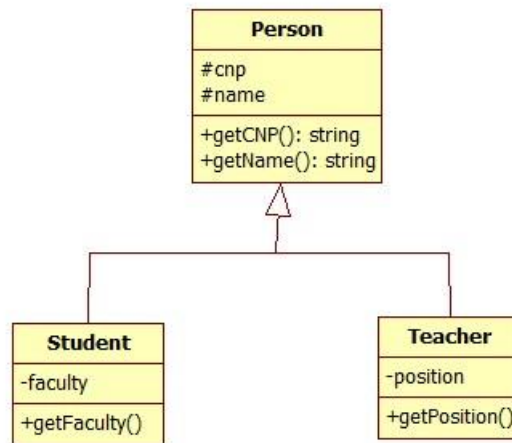 Person
#cnp
#name
+getCNP(): string
+getName(): string
Student
-faculty
+getFaculty()
Teacher
-position
+getPosition()